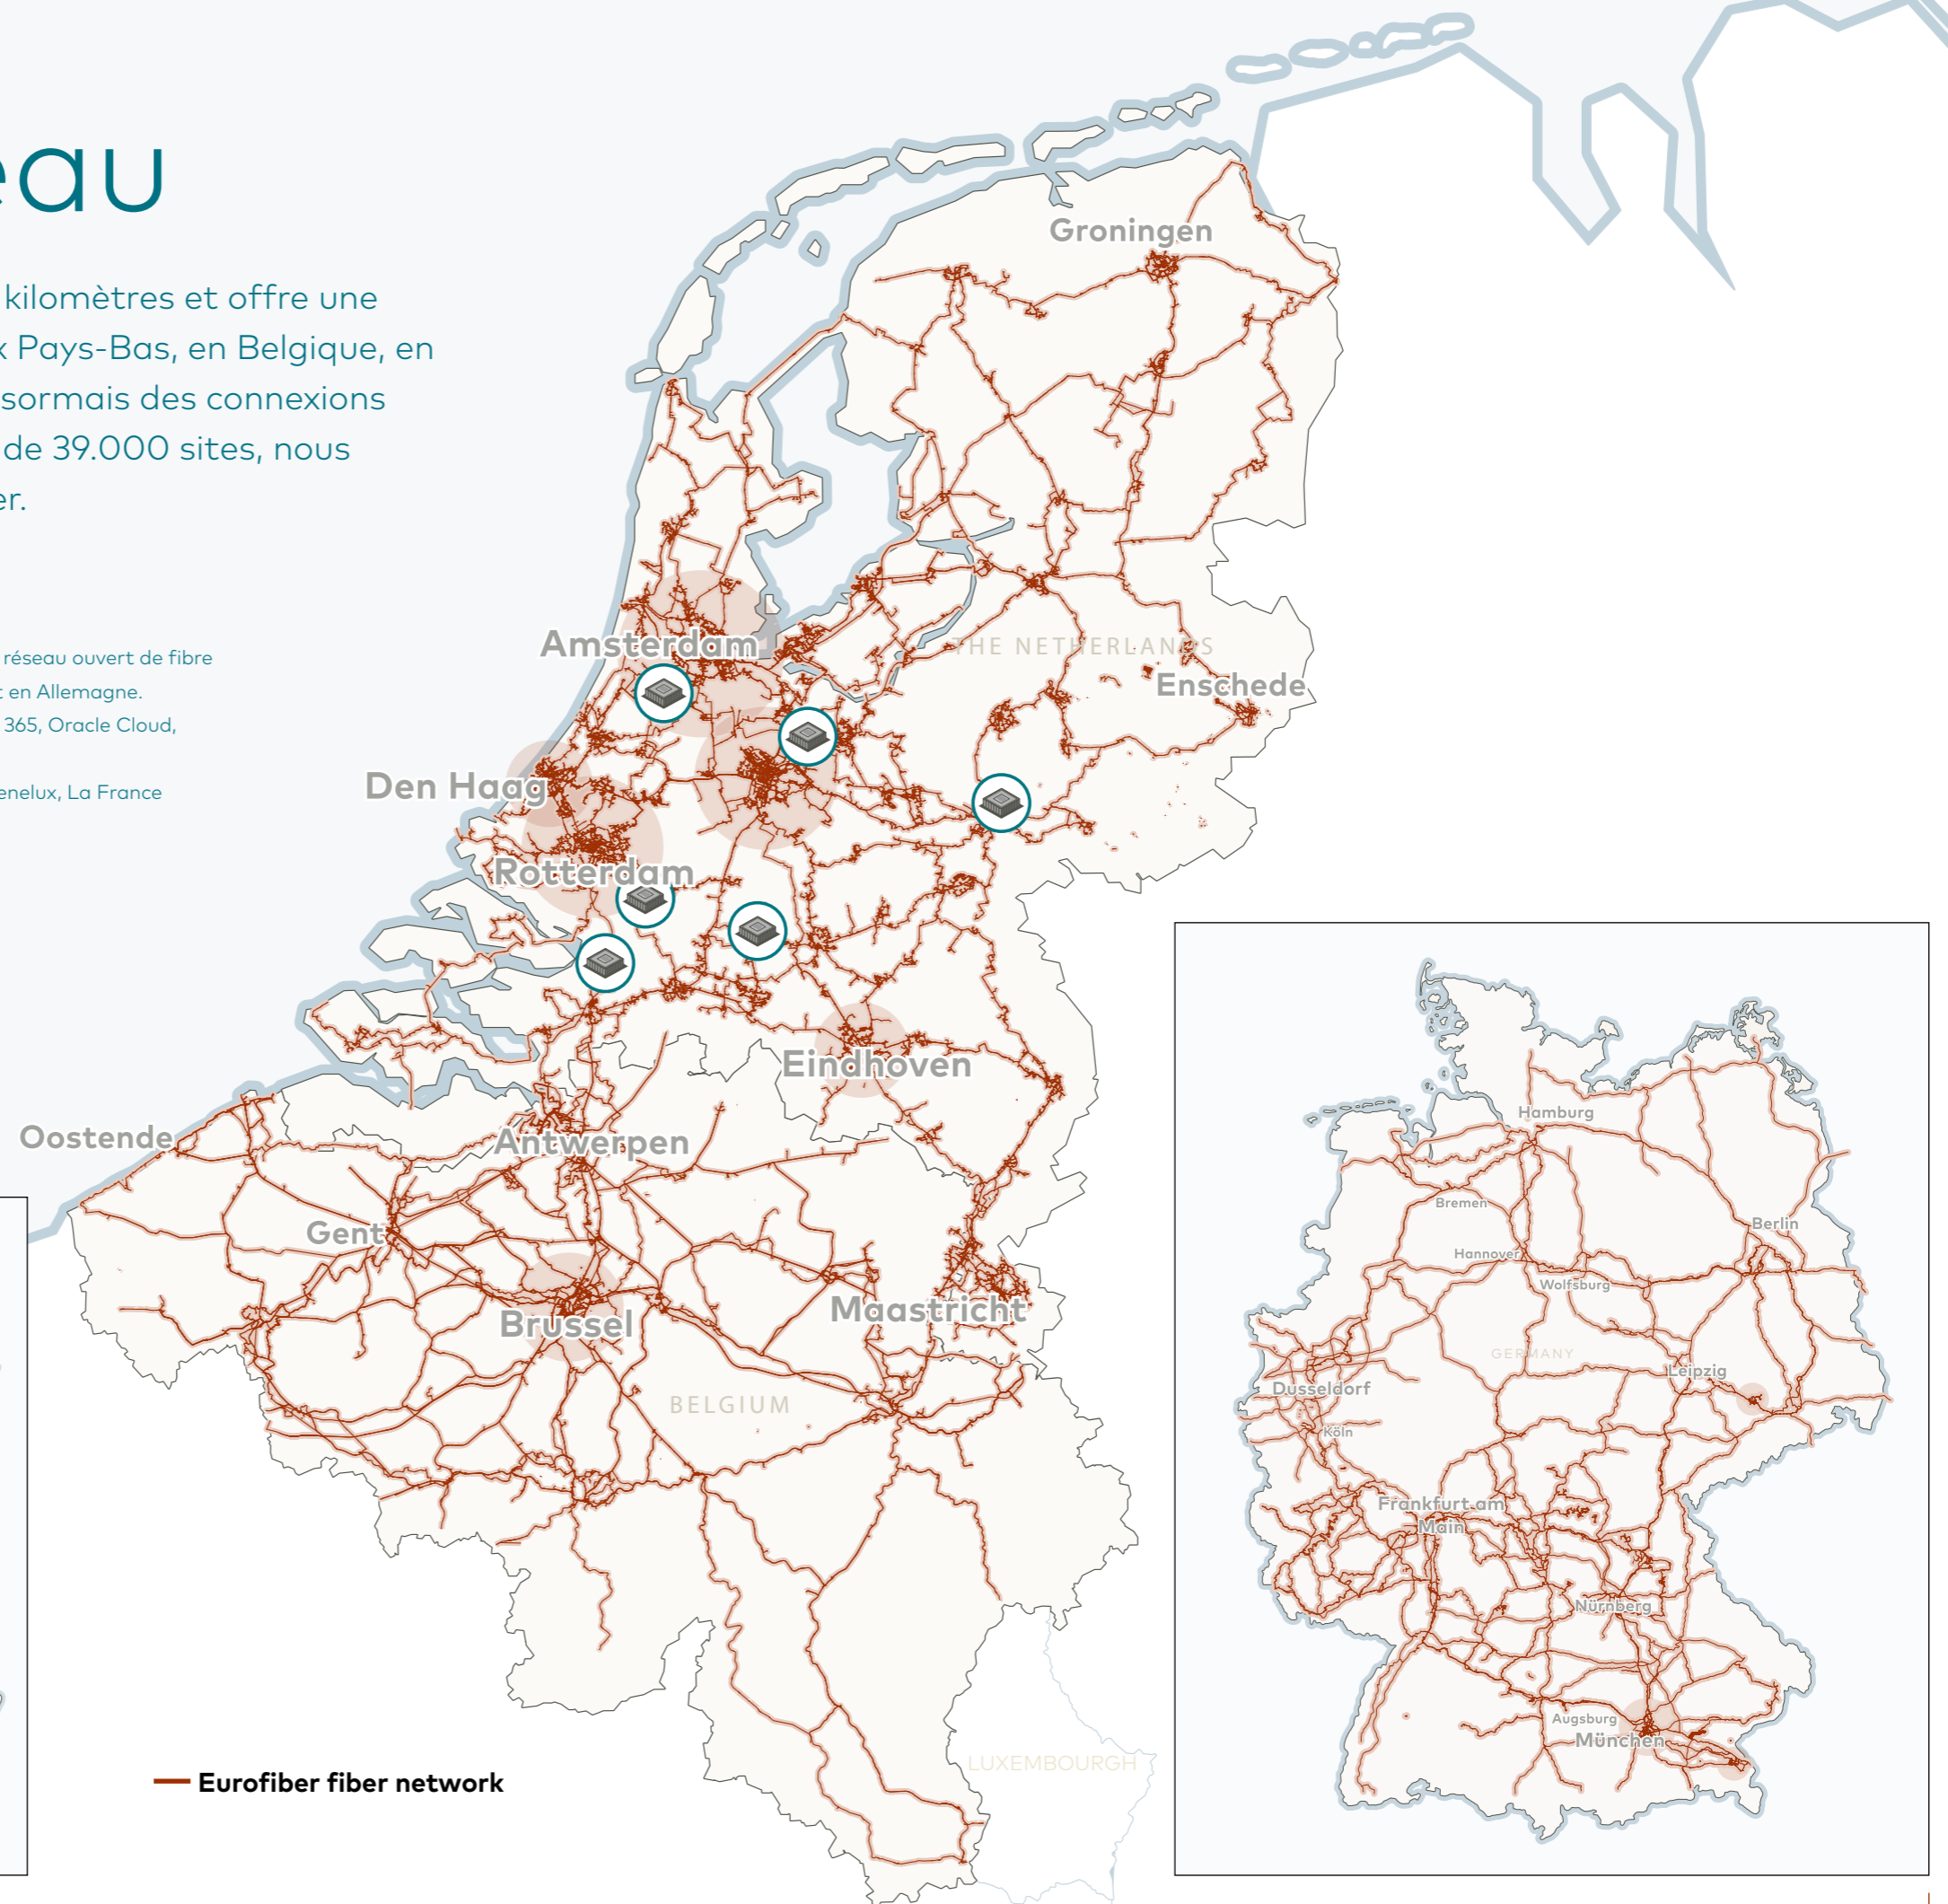 eau
kilomètres et offre une
x Pays-Bas, en Belgique, en
sormais des connexions
de 39.000 sites, nous
er.
réseau ouvert de fibre
t en Allemagne.
365, Oracle Cloud,
enelux, La France
Groningen
Amsterdam
THE NETHERLANDS
Enschede
Den Haag
Rotterdam
Eindhoven
Oostende
Antwerpen
Gent
Brussel
Maastricht
BELGIUM
LUXEMBOURGH
Eurofiber fiber network
Hamburg
Bremen
Berlin
Hannover
Wolfsburg
GERMANY
Leipzig
Dusseldorf
Köln
Frankfurt am
Main
Nürnberg
Augsburg
München